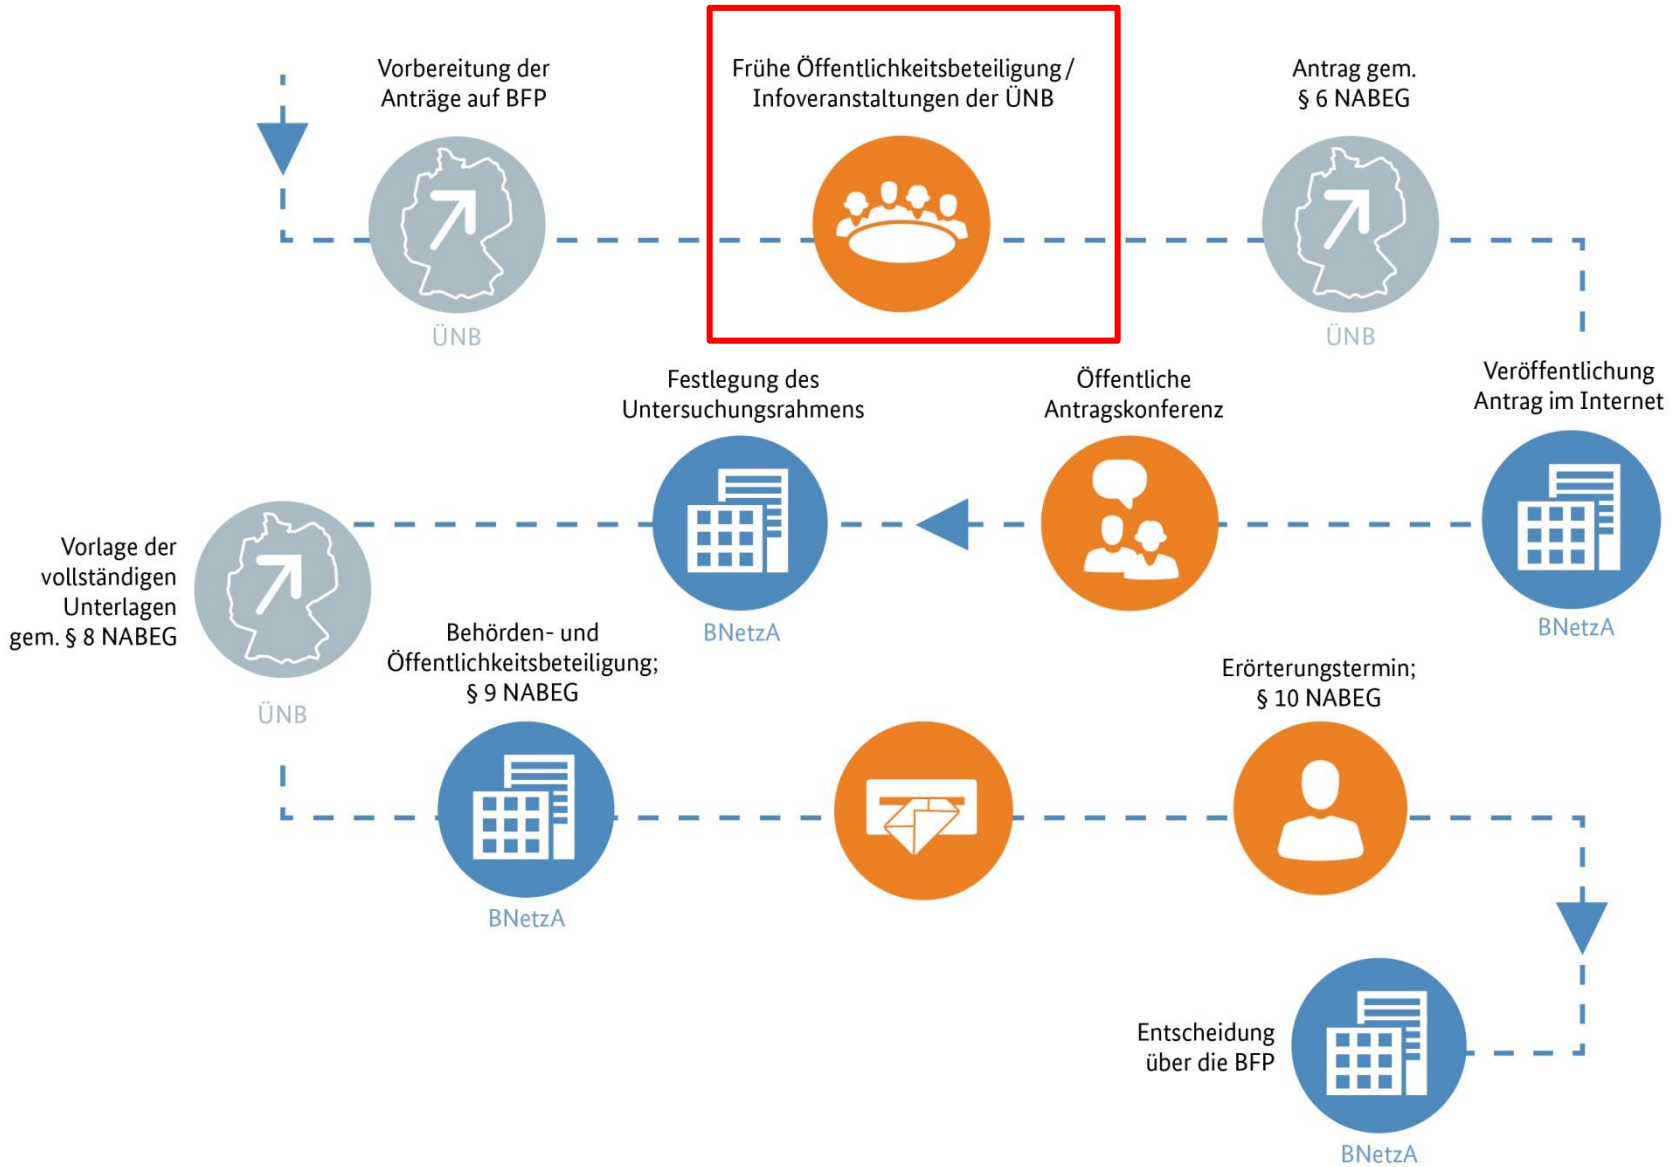 Vorbereitung der
Anträge auf BFP
ÜNB
Frühe Öffentlichkeitsbeteiligung /
Infoveranstaltungen der ÜNB
Antrag gem.
§ 6 NABEG
ÜNB
Veröffentlichung
Antrag im Internet
BNetzA
Öffentliche
Antragskonferenz
Festlegung des
Untersuchungsrahmens
BNetzA
Vorlage der
vollständigen
Unterlagen
gem. § 8 NABEG
ÜNB
Behörden- und
Öffentlichkeitsbeteiligung;
§ 9 NABEG
BNetzA
Erörterungstermin;
§ 10 NABEG
Entscheidung
über die BFP
BNetzA